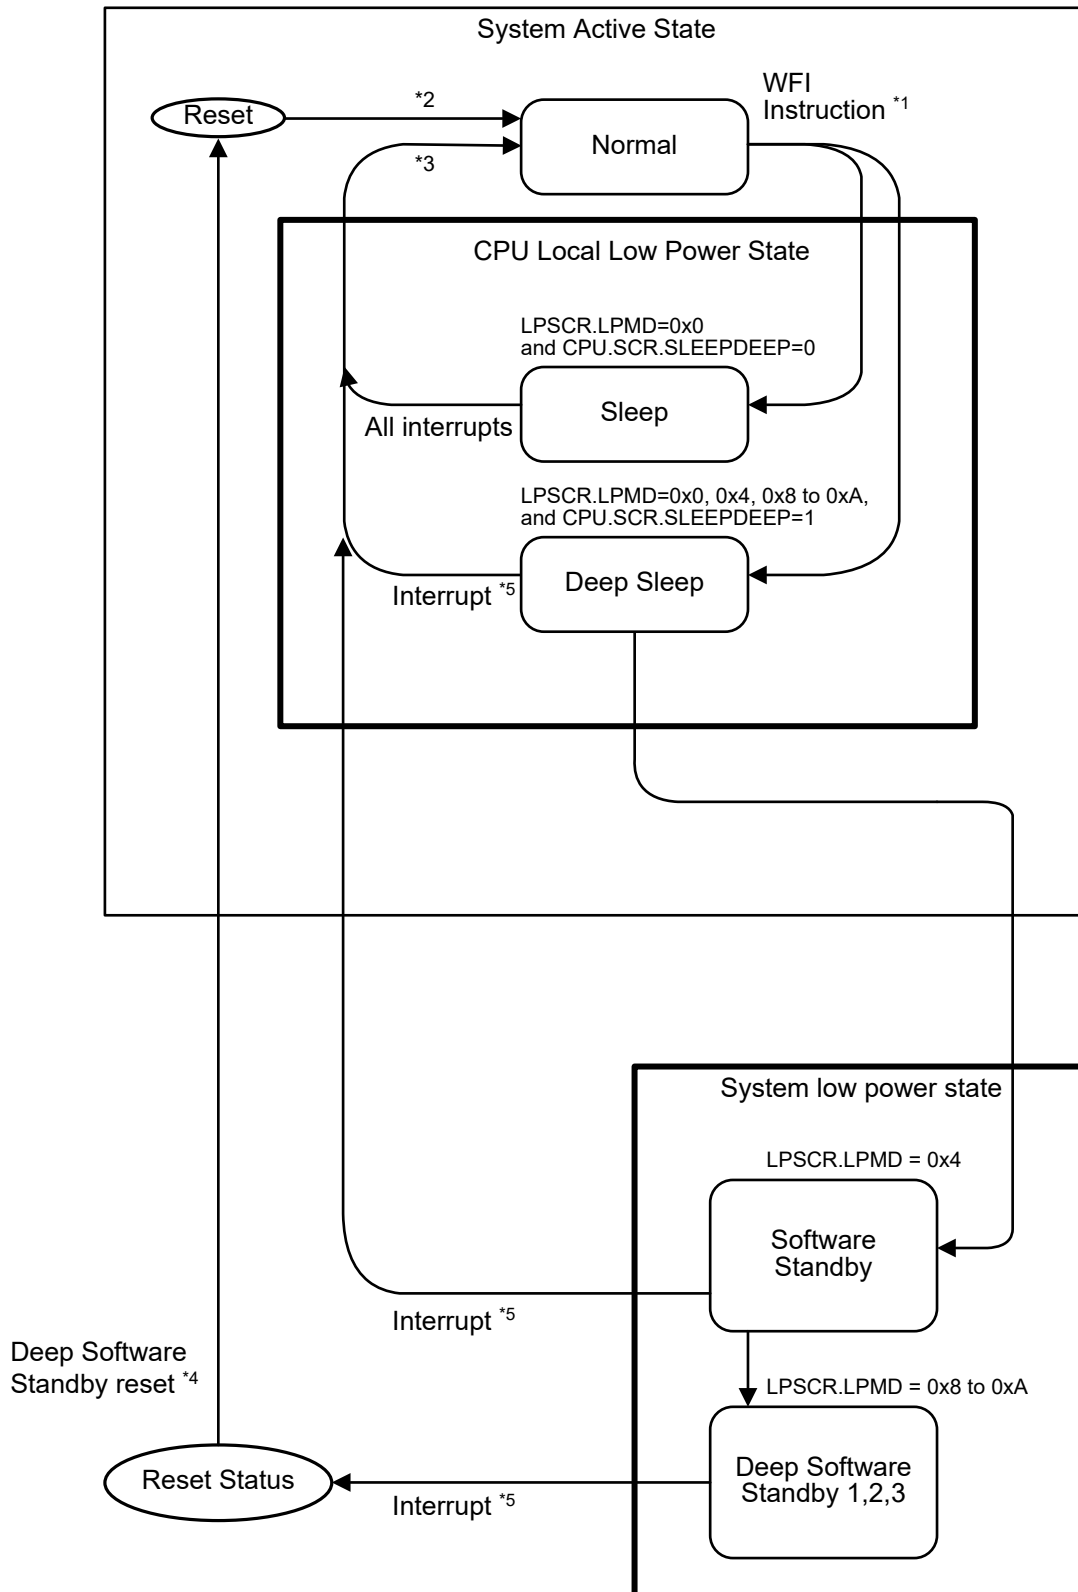 System Active State
WFI
Instruction *1
Reset
*2
Normal
*3
CPU Local Low Power State
LPSCR.LPMD=0x0
and CPU.SCR.SLEEPDEEP=0
Sleep
All interrupts
LPSCR.LPMD=0x0, 0x4, 0x8 to 0xA,
and CPU.SCR.SLEEPDEEP=1
Deep Sleep
Interrupt *5
System low power state
LPSCR.LPMD = 0x4
Software
Standby
Interrupt *5
Deep Software
Standby reset *4
LPSCR.LPMD = 0x8 to 0xA
Reset Status
Deep Software
Standby 1,2,3
Interrupt *5